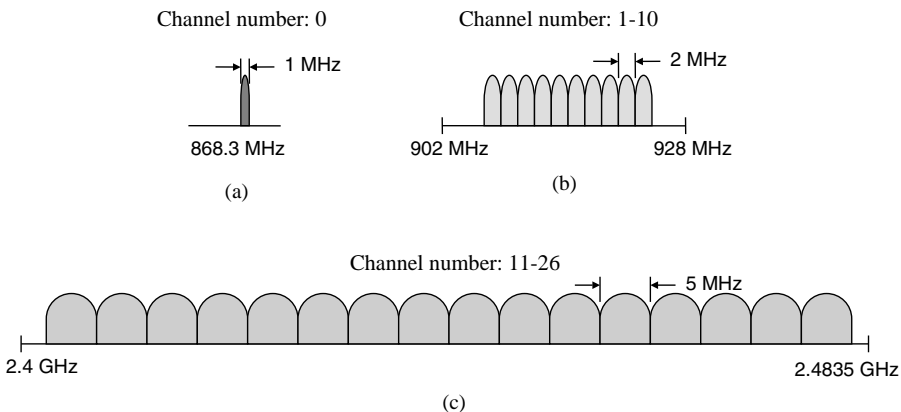 Channel number: 0
Channel number: 1-10
1 MHz
2 MHz
868.3 MHz
902 MHz
928 MHz
(a)
(b)
Channel number: 11-26
5 MHz
2.4 GHz
2.4835 GHz
(c)